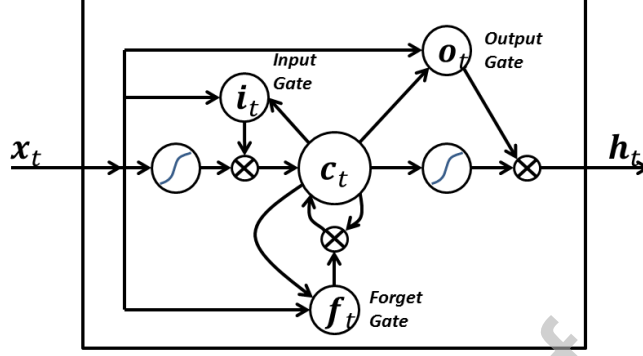 Input
Gate
o_t
Output
Gate
i_t
x_t
c_t
h_t
f_t
Forget
Gate
f